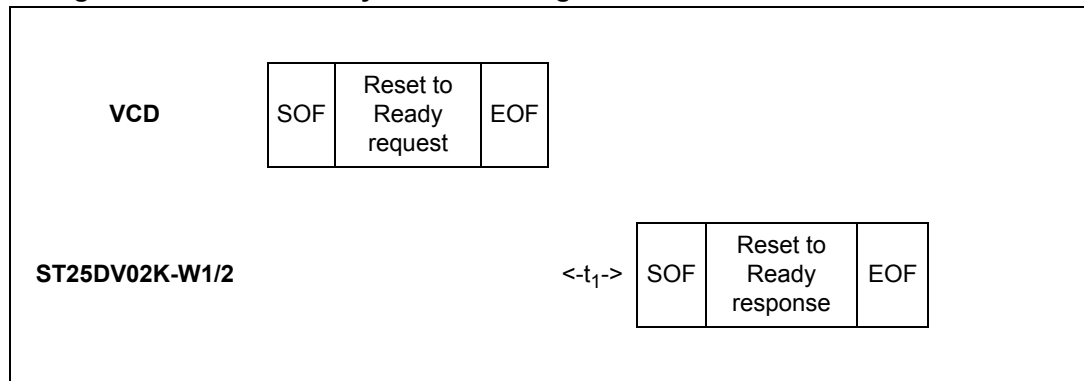 VCD
SOF
Reset to
Ready
request
EOF
ST25DV02K-W1/2
<-t1->
SOF
Reset to
Ready
response
EOF